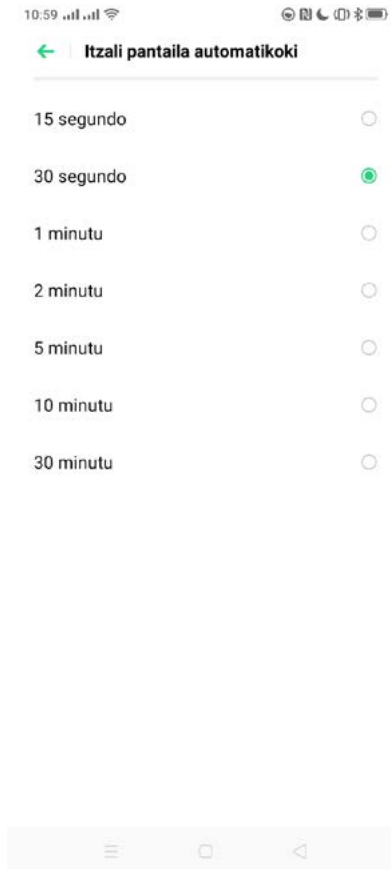 10:59
Itzali pantaila automatikoki
15 segundo
30 segundo
1 minutu
2 minutu
5 minutu
10 minutu
30 minutu